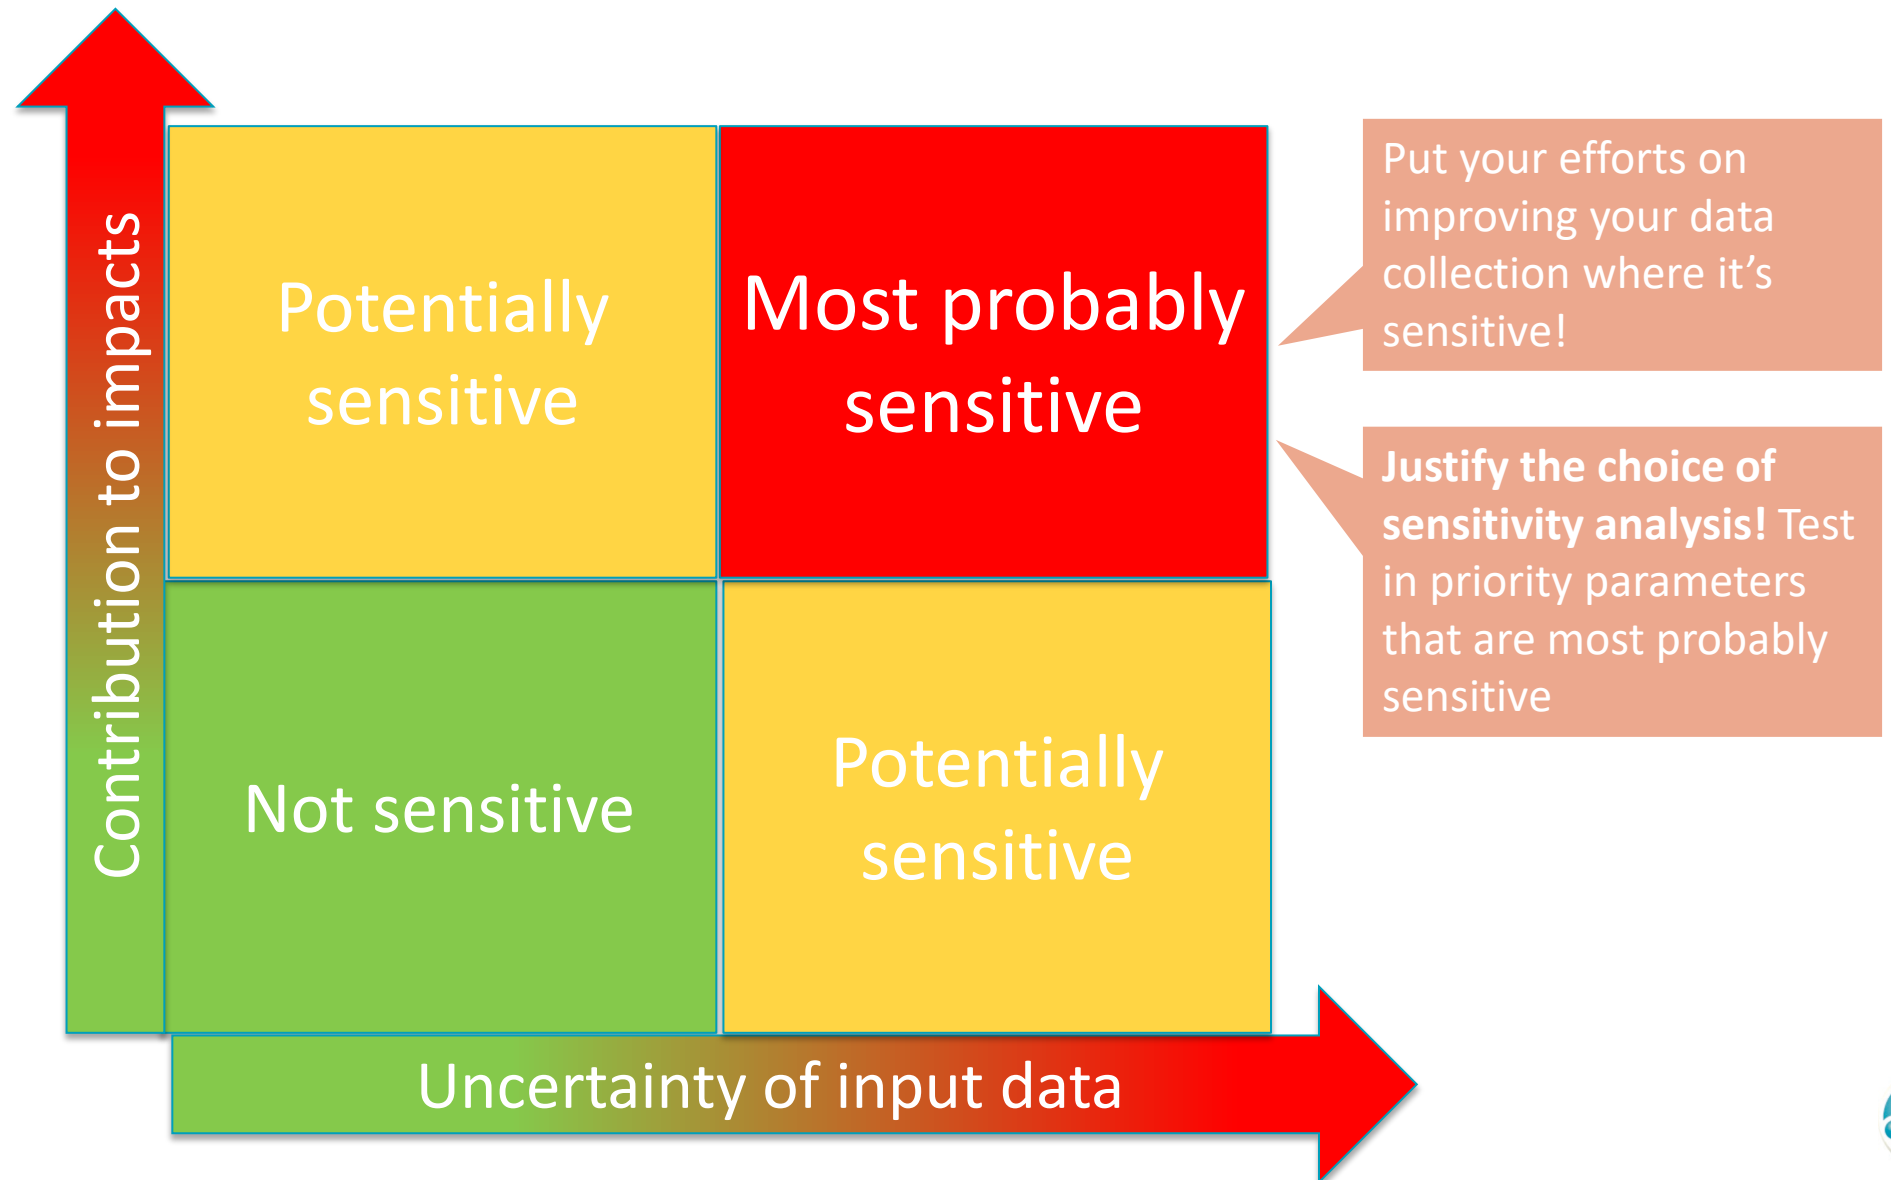 Contribution to impacts
Potentially
sensitive
Most probably
sensitive
Not sensitive
Potentially
sensitive
Uncertainty of input data
Put your efforts on
improving your data
collection where it’s
sensitive!
Justify the choice of
sensitivity analysis! Test
in priority parameters
that are most probably
sensitive